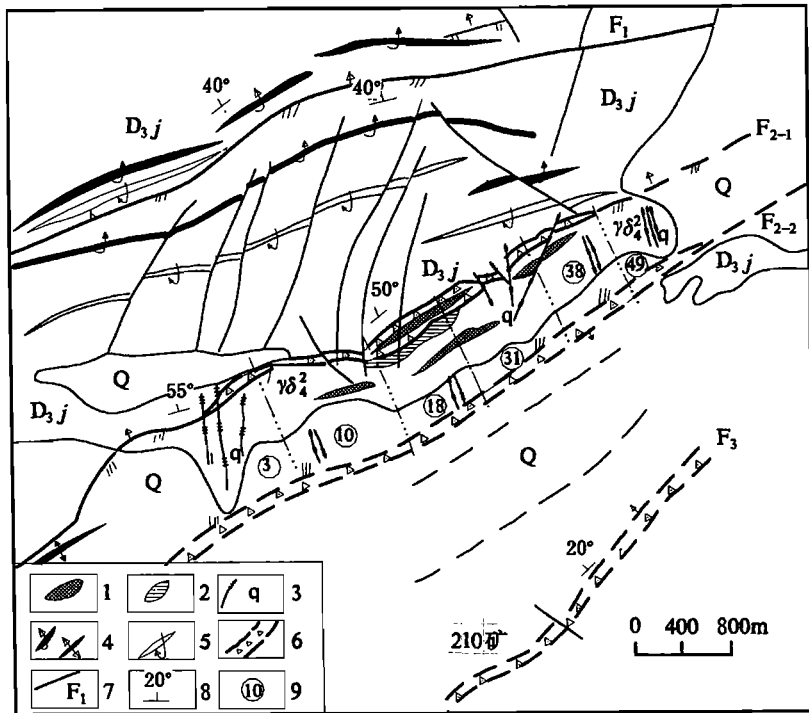 F₁
40°
40°
D₃j
D₃j
F₂₋₁
Q
F₂₋₂
γδ₄²
q
D₃j
D₃j
50°
38
49
q
Q
31
55°
γδ₄²
D₃j
18
q
10
Q
3
Q
F₃
20°
1 2 q 3
4 5 6
F₁ 7 20° 8 10 9
0 400 800m